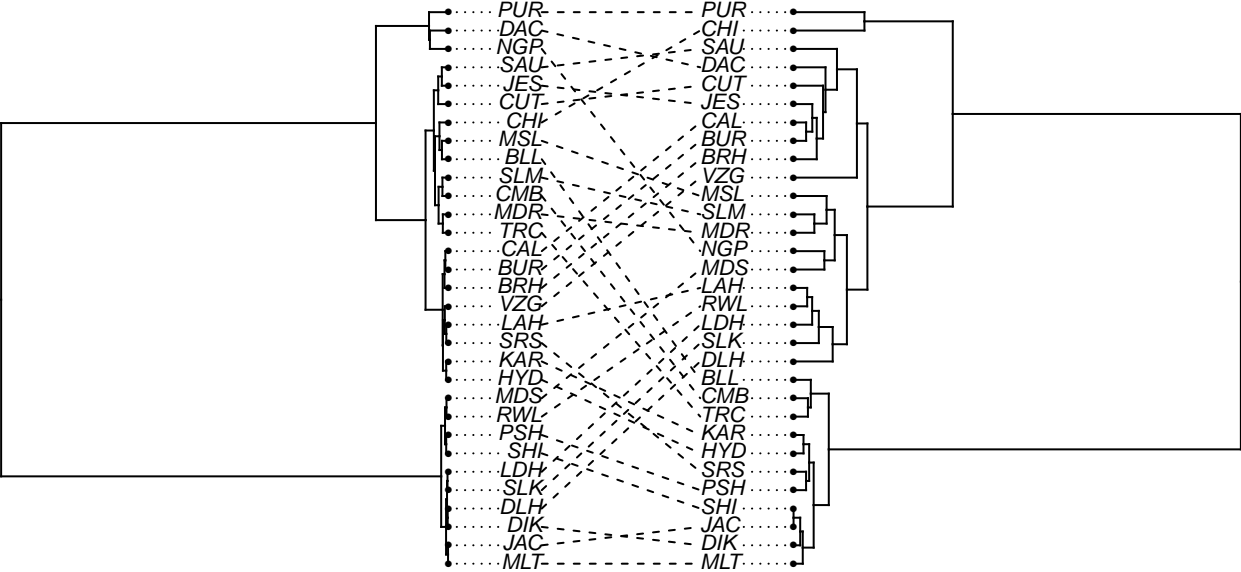 PUR PUR
DAC CHI
NGP SAU
SAU DAC
JES CUT
CUT JES
CHI CAL
MSL BUR
BLL BRH
SLM VZG
CMB MSL
MDR SLM
TRC MDR
CAL NGP
BUR MDS
BRH LAH
VZG RWL
LAH LDH
SRS SLK
KAR DLH
HYD BLL
MDS CMB
RWL TRC
PSH KAR
SHI HYD
LDH SRS
SLK PSH
DLH SHI
DIK JAC
JAC DIK
MLT MLT